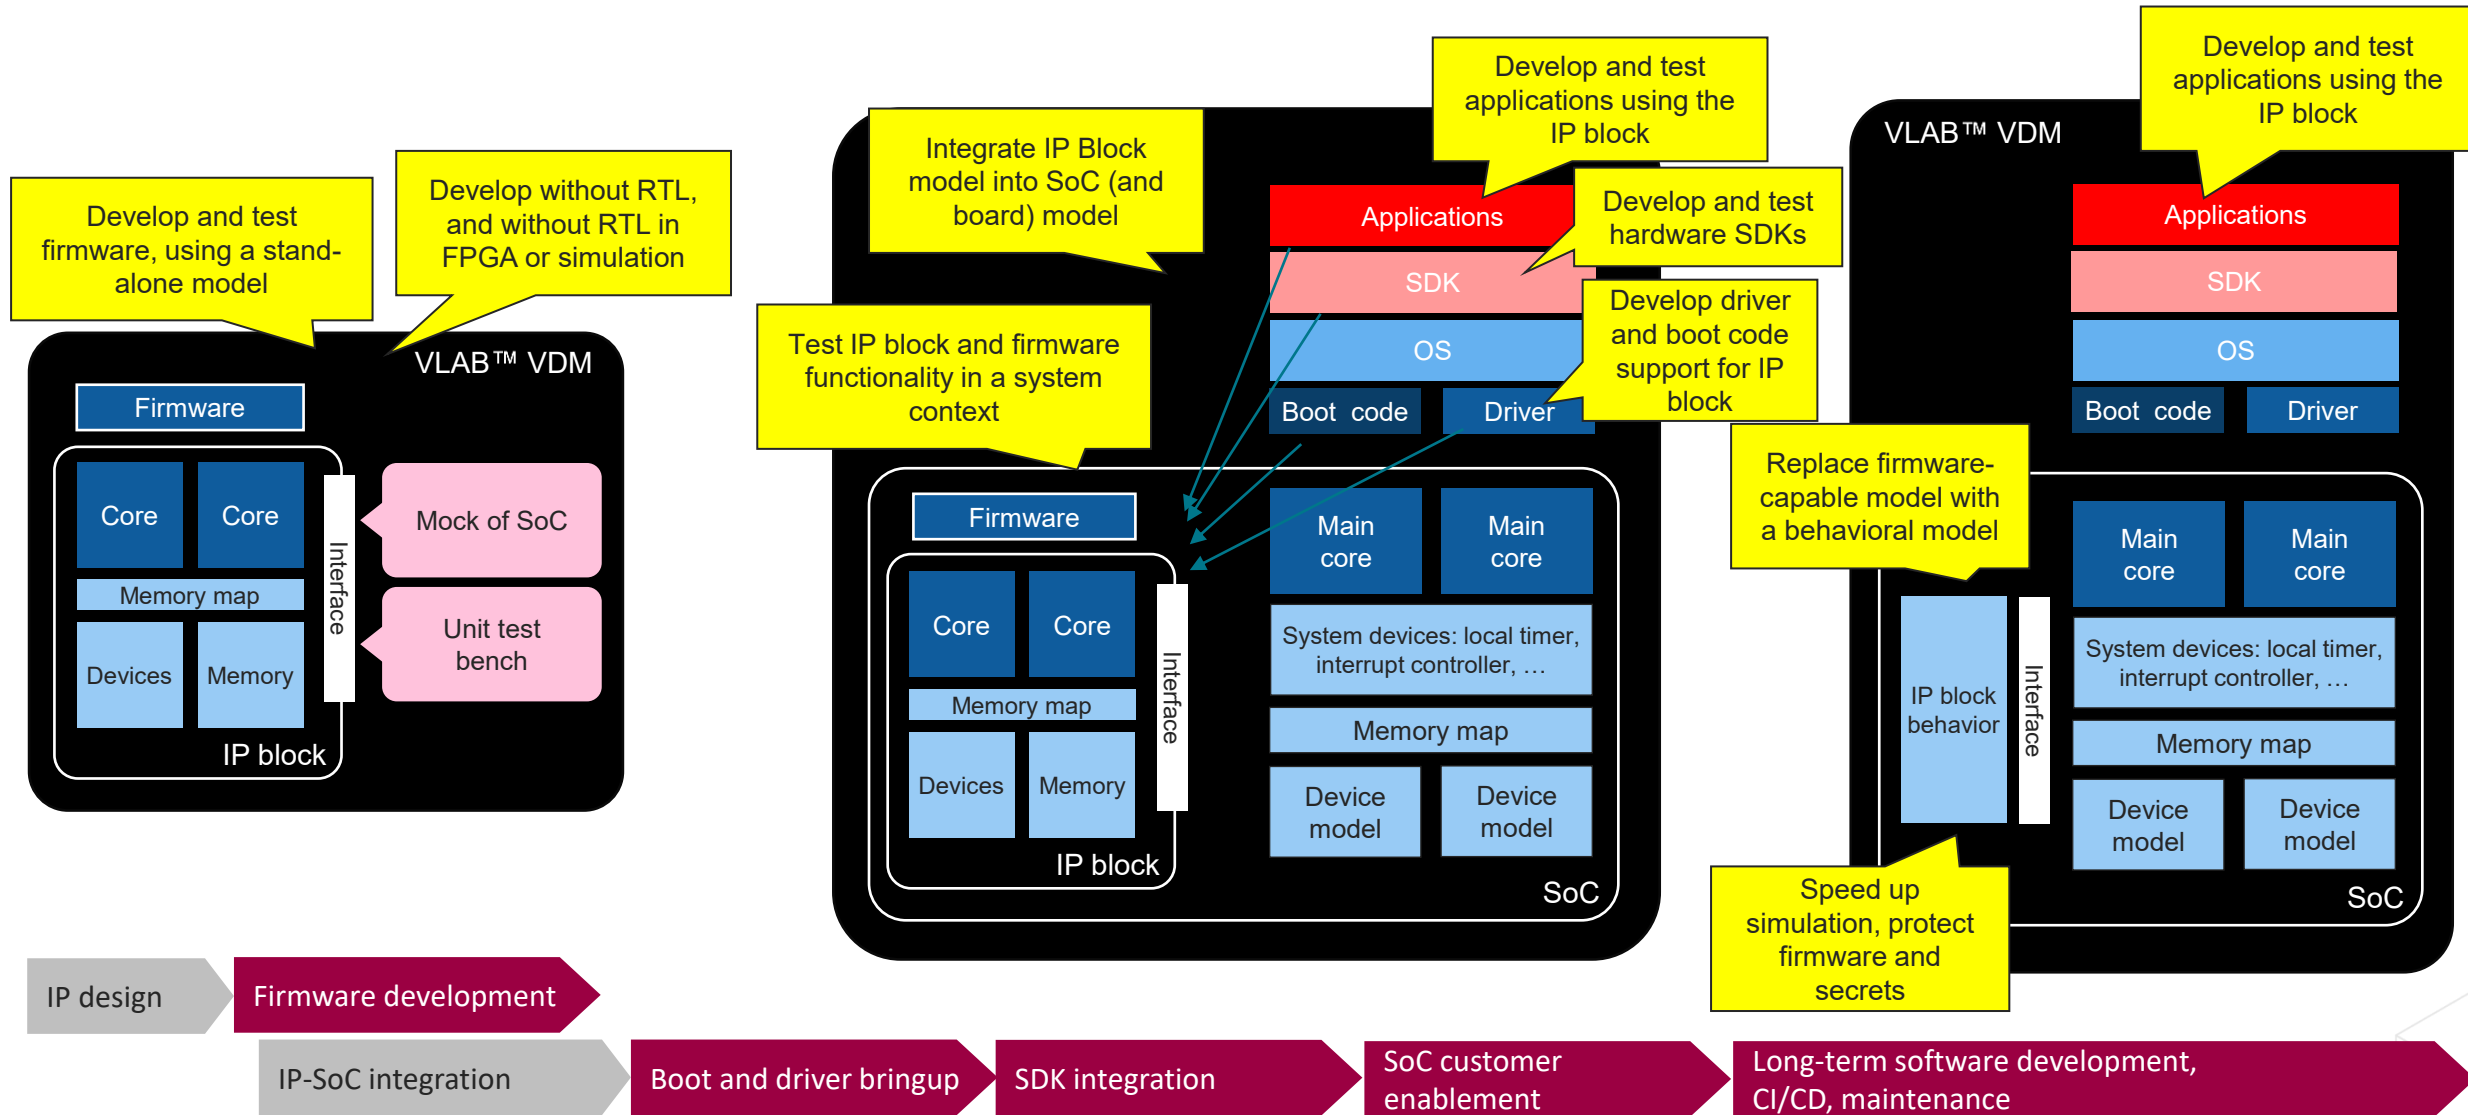 Develop and test
firmware, using a stand-
alone model
Develop without RTL,
and without RTL in
FPGA or simulation
VLAB™ VDM
Firmware
Core
Core
Memory map
Devices
Memory
Interface
IP block
Mock of SoC
Unit test
bench
Integrate IP Block
model into SoC (and
board) model
Develop and test
applications using the
IP block
Develop and test
hardware SDKs
Test IP block and firmware
functionality in a system
context
Develop driver
and boot code
support for IP
block
Applications
SDK
OS
Boot code
Driver
Firmware
Core
Core
Memory map
Devices
Memory
Interface
IP block
Main
core
Main
core
System devices: local timer,
interrupt controller, …
Memory map
Device
model
Device
model
SoC
Develop and test
applications using the
IP block
VLAB™ VDM
Applications
SDK
OS
Boot code
Driver
Replace firmware-
capable model with
a behavioral model
IP block
behavior
Interface
Main
core
Main
core
System devices: local timer,
interrupt controller, …
Memory map
Device
model
Device
model
SoC
Speed up
simulation, protect
firmware and
secrets
IP design
Firmware development
IP-SoC integration
Boot and driver bringup
SDK integration
SoC customer
enablement
Long-term software development,
CI/CD, maintenance